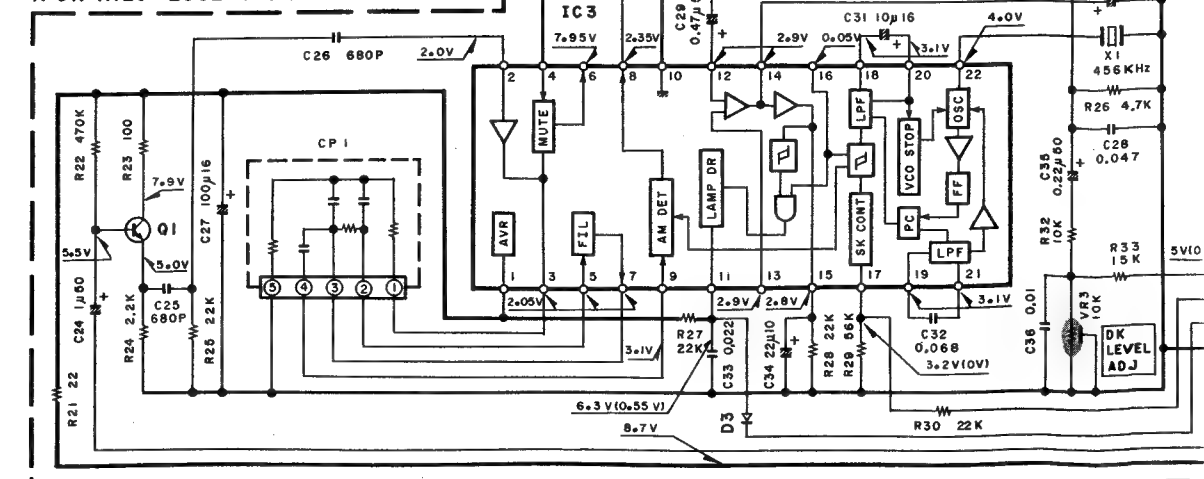 IC3
C29
0.47µ5
C31 10µ16
4.0V
C26 680P
2.0V
7.95V
2.35V
2.9V
0.05V
3.1V
X1
456KHz
2
4
6
8
10
12
14
16
18
20
22
R26 4.7K
C28
0.047
R22 470K
R23 100
CP1
MUTE
LPF
VCO STOP
OSC
7.9V
Q1
C27 100µ16
5.5V
5.0V
C25
680P
AVR
FIL
AM DET
LAMP DR
SK CONT
FF
PC
LPF
C35
0.22µ50
R32
10K
R33
15K
5V(0
5
4
3
2
1
1
3
5
7
9
11
13
15
17
19
21
2.05V
2.9V
2.8V
3.1V
C24 1µ50
R24 2.2K
R25 22K
3.1V
R27
22K
C33 0.022
C34 22µ10
R28 22K
R29 56K
C32
0.068
3.2V(0V)
C36 0.01
VR3
10K
DK
LEVEL
ADJ
R21 22
6.3V(0.55V)
8.7V
D3
R30 22K